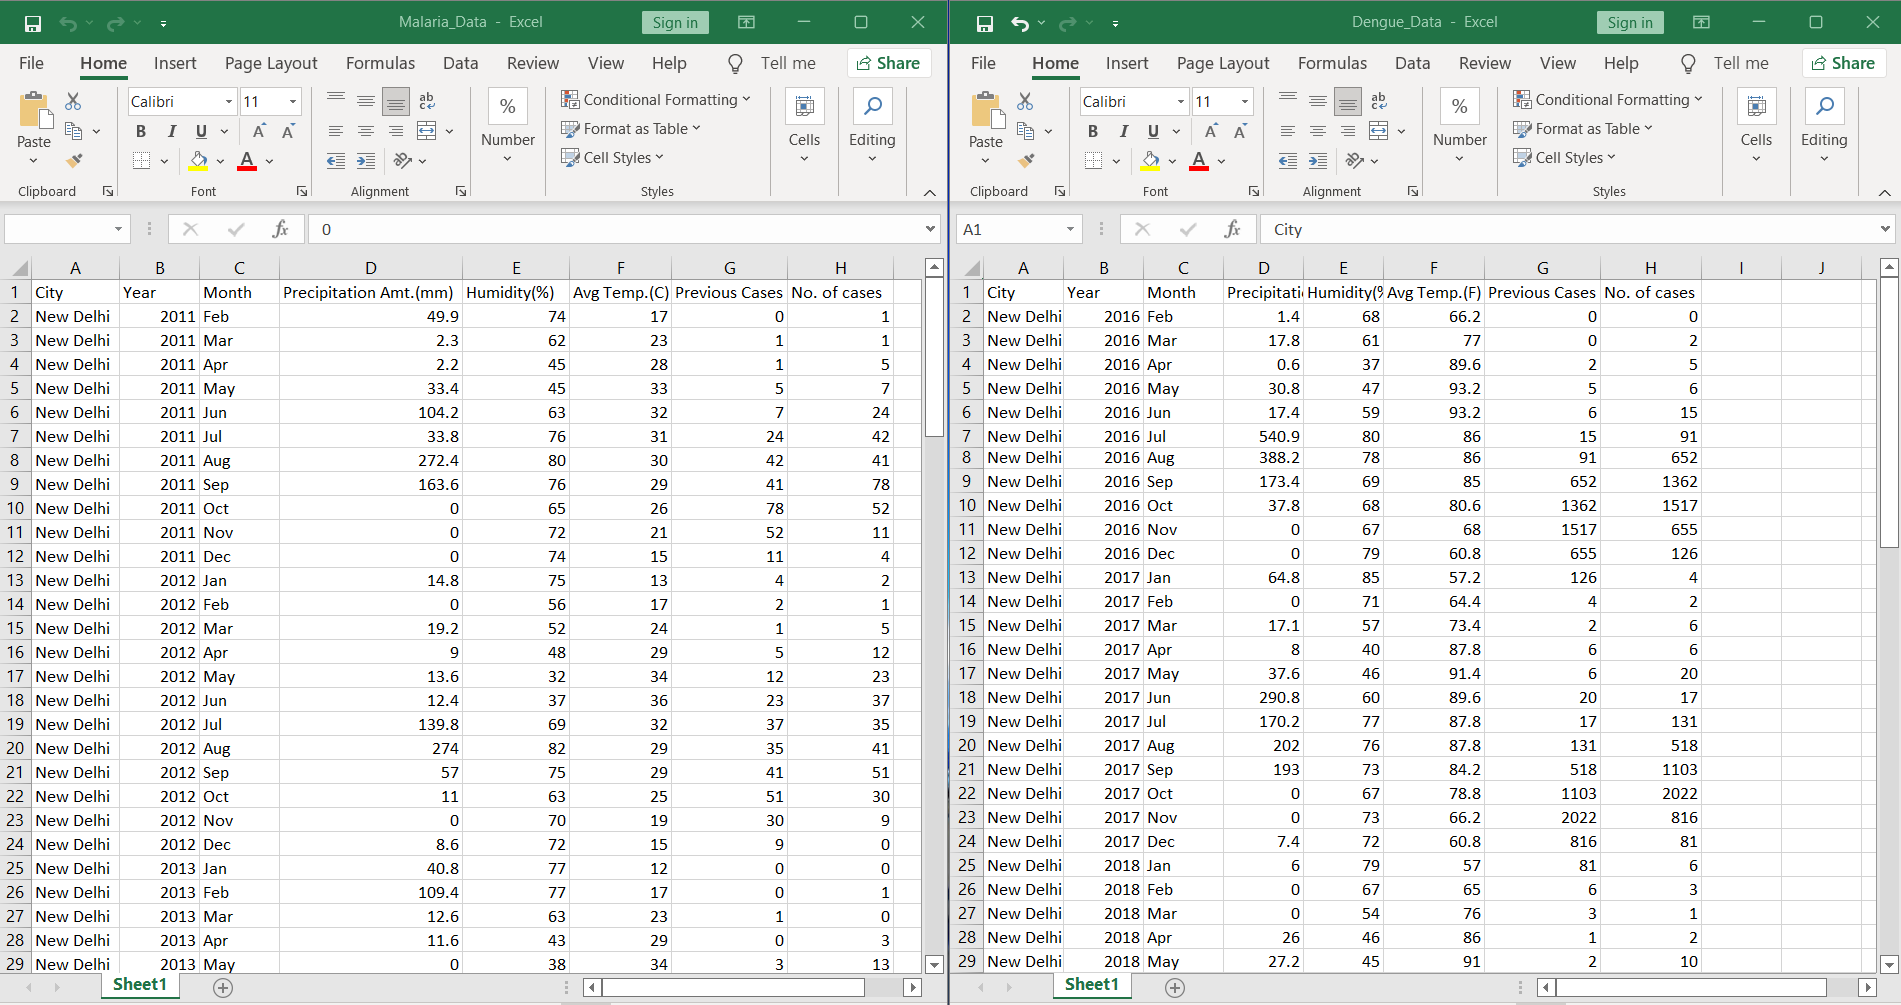 Malaria_Data - Excel
Sign in
File Home Insert Page Layout Formulas Data Review View Help Tell me Share
Calibri 11
Paste
B I U
Number
Conditional Formatting
Format as Table
Cell Styles
Cells
Editing
Clipboard Font Alignment Styles
fx 0
A B C D E F G H
1 City Year Month Precipitation Amt.(mm) Humidity(%) Avg Temp.(C) Previous Cases No. of cases
2 New Delhi 2011 Feb 49.9 74 17 0 1
3 New Delhi 2011 Mar 2.3 62 23 1 1
4 New Delhi 2011 Apr 2.2 45 28 1 5
5 New Delhi 2011 May 33.4 45 33 5 7
6 New Delhi 2011 Jun 104.2 63 32 7 24
7 New Delhi 2011 Jul 33.8 76 31 24 42
8 New Delhi 2011 Aug 272.4 80 30 42 41
9 New Delhi 2011 Sep 163.6 76 29 41 78
10 New Delhi 2011 Oct 0 65 26 78 52
11 New Delhi 2011 Nov 0 72 21 52 11
12 New Delhi 2011 Dec 0 74 15 11 4
13 New Delhi 2012 Jan 14.8 75 13 4 2
14 New Delhi 2012 Feb 0 56 17 2 1
15 New Delhi 2012 Mar 19.2 52 24 1 5
16 New Delhi 2012 Apr 9 48 29 5 12
17 New Delhi 2012 May 13.6 32 34 12 23
18 New Delhi 2012 Jun 12.4 37 36 23 37
19 New Delhi 2012 Jul 139.8 69 32 37 35
20 New Delhi 2012 Aug 274 82 29 35 41
21 New Delhi 2012 Sep 57 75 29 41 51
22 New Delhi 2012 Oct 11 63 25 51 30
23 New Delhi 2012 Nov 0 70 19 30 9
24 New Delhi 2012 Dec 8.6 72 15 9 0
25 New Delhi 2013 Jan 40.8 77 12 0 0
26 New Delhi 2013 Feb 109.4 77 17 0 1
27 New Delhi 2013 Mar 12.6 63 23 1 0
28 New Delhi 2013 Apr 11.6 43 29 0 3
29 New Delhi 2013 May 0 38 34 3 13
Sheet1
Dengue_Data - Excel
Sign in
File Home Insert Page Layout Formulas Data Review View Help Tell me Share
Calibri 11
Paste
B I U
Number
Conditional Formatting
Format as Table
Cell Styles
Cells
Editing
Clipboard Font Alignment Styles
A1 fx City
A B C D E F G H I J
1 City Year Month Precipitati Humidity(% Avg Temp.(F) Previous Cases No. of cases
2 New Delhi 2016 Feb 1.4 68 66.2 0 0
3 New Delhi 2016 Mar 17.8 61 77 0 2
4 New Delhi 2016 Apr 0.6 37 89.6 2 5
5 New Delhi 2016 May 30.8 47 93.2 5 6
6 New Delhi 2016 Jun 17.4 59 93.2 6 15
7 New Delhi 2016 Jul 540.9 80 86 15 91
8 New Delhi 2016 Aug 388.2 78 86 91 652
9 New Delhi 2016 Sep 173.4 69 85 652 1362
10 New Delhi 2016 Oct 37.8 68 80.6 1362 1517
11 New Delhi 2016 Nov 0 67 68 1517 655
12 New Delhi 2016 Dec 0 79 60.8 655 126
13 New Delhi 2017 Jan 64.8 85 57.2 126 4
14 New Delhi 2017 Feb 0 71 64.4 4 2
15 New Delhi 2017 Mar 17.1 57 73.4 2 6
16 New Delhi 2017 Apr 8 40 87.8 6 6
17 New Delhi 2017 May 37.6 46 91.4 6 20
18 New Delhi 2017 Jun 290.8 60 89.6 20 17
19 New Delhi 2017 Jul 170.2 77 87.8 17 131
20 New Delhi 2017 Aug 202 76 87.8 131 518
21 New Delhi 2017 Sep 193 73 84.2 518 1103
22 New Delhi 2017 Oct 0 67 78.8 1103 2022
23 New Delhi 2017 Nov 0 73 66.2 2022 816
24 New Delhi 2017 Dec 7.4 72 60.8 816 81
25 New Delhi 2018 Jan 6 79 57 81 6
26 New Delhi 2018 Feb 0 67 65 6 3
27 New Delhi 2018 Mar 0 54 76 3 1
28 New Delhi 2018 Apr 26 46 86 1 2
29 New Delhi 2018 May 27.2 45 91 2 10
Sheet1